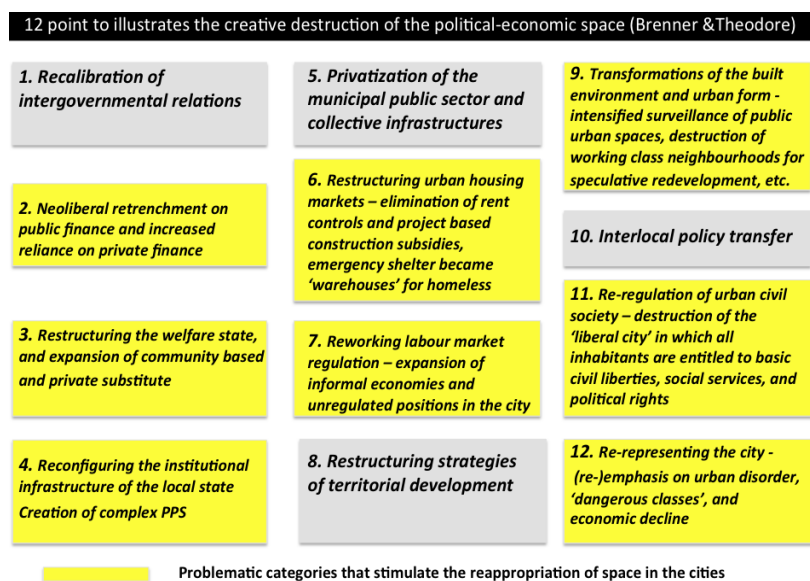 12 point to illustrates the creative destruction of the political-economic space (Brenner &Theodore)
1. Recalibration of
intergovernmental relations
2. Neoliberal retrenchment on
public finance and increased
reliance on private finance
3. Restructuring the welfare state,
and expansion of community based
and private substitute
4. Reconfiguring the institutional
infrastructure of the local state
Creation of complex PPS
5. Privatization of the
municipal public sector and
collective infrastructures
6. Restructuring urban housing
markets – elimination of rent
controls and project based
construction subsidies,
emergency shelter became
‘warehouses’ for homeless
7. Reworking labour market
regulation – expansion of
informal economies and
unregulated positions in the city
8. Restructuring strategies
of territorial development
9. Transformations of the built
environment and urban form -
intensified surveillance of public
urban spaces, destruction of
working class neighbourhoods for
speculative redevelopment, etc.
10. Interlocal policy transfer
11. Re-regulation of urban civil
society – destruction of the
‘liberal city’ in which all
inhabitants are entitled to basic
civil liberties, social services, and
political rights
12. Re-representing the city -
(re-)emphasis on urban disorder,
‘dangerous classes’, and
economic decline
Problematic categories that stimulate the reappropriation of space in the cities